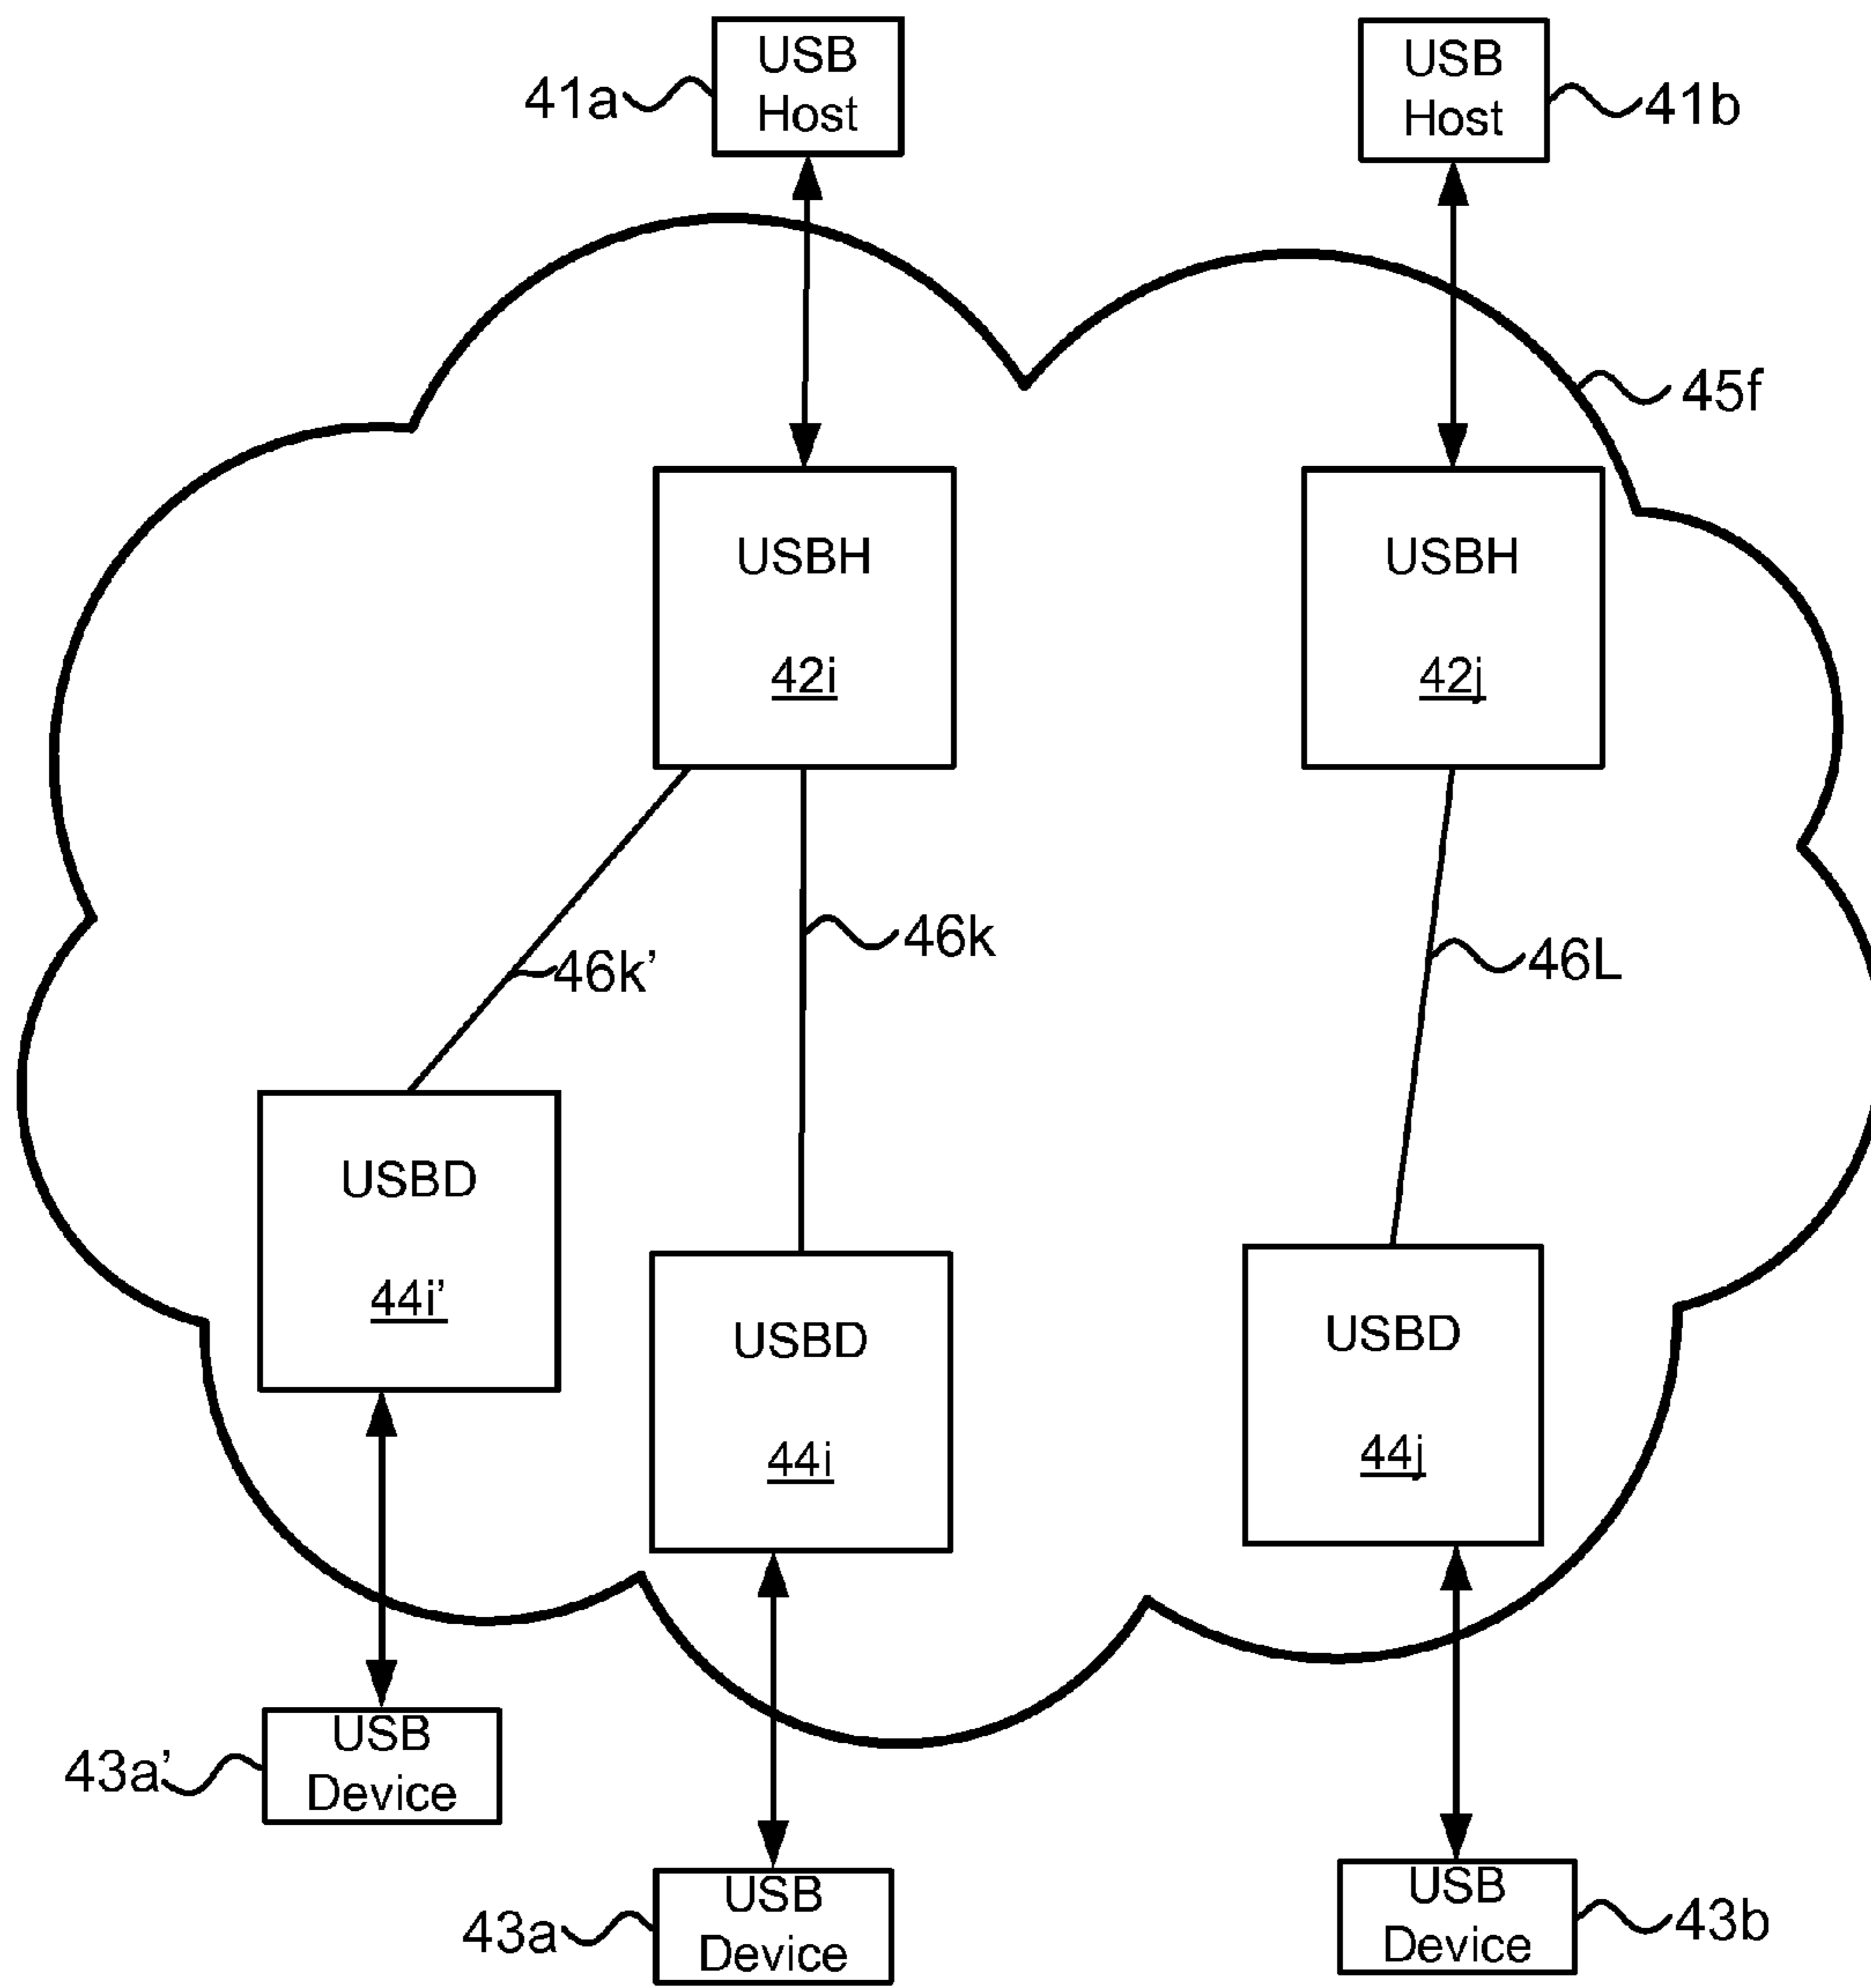 USB
Host
41a
USB
Host
41b
45f
USBH
42i
USBH
42j
46k'
46k
46L
USBD
44i'
USBD
44i
USBD
44j
USB
Device
43a'
USB
Device
43a
USB
Device
43b